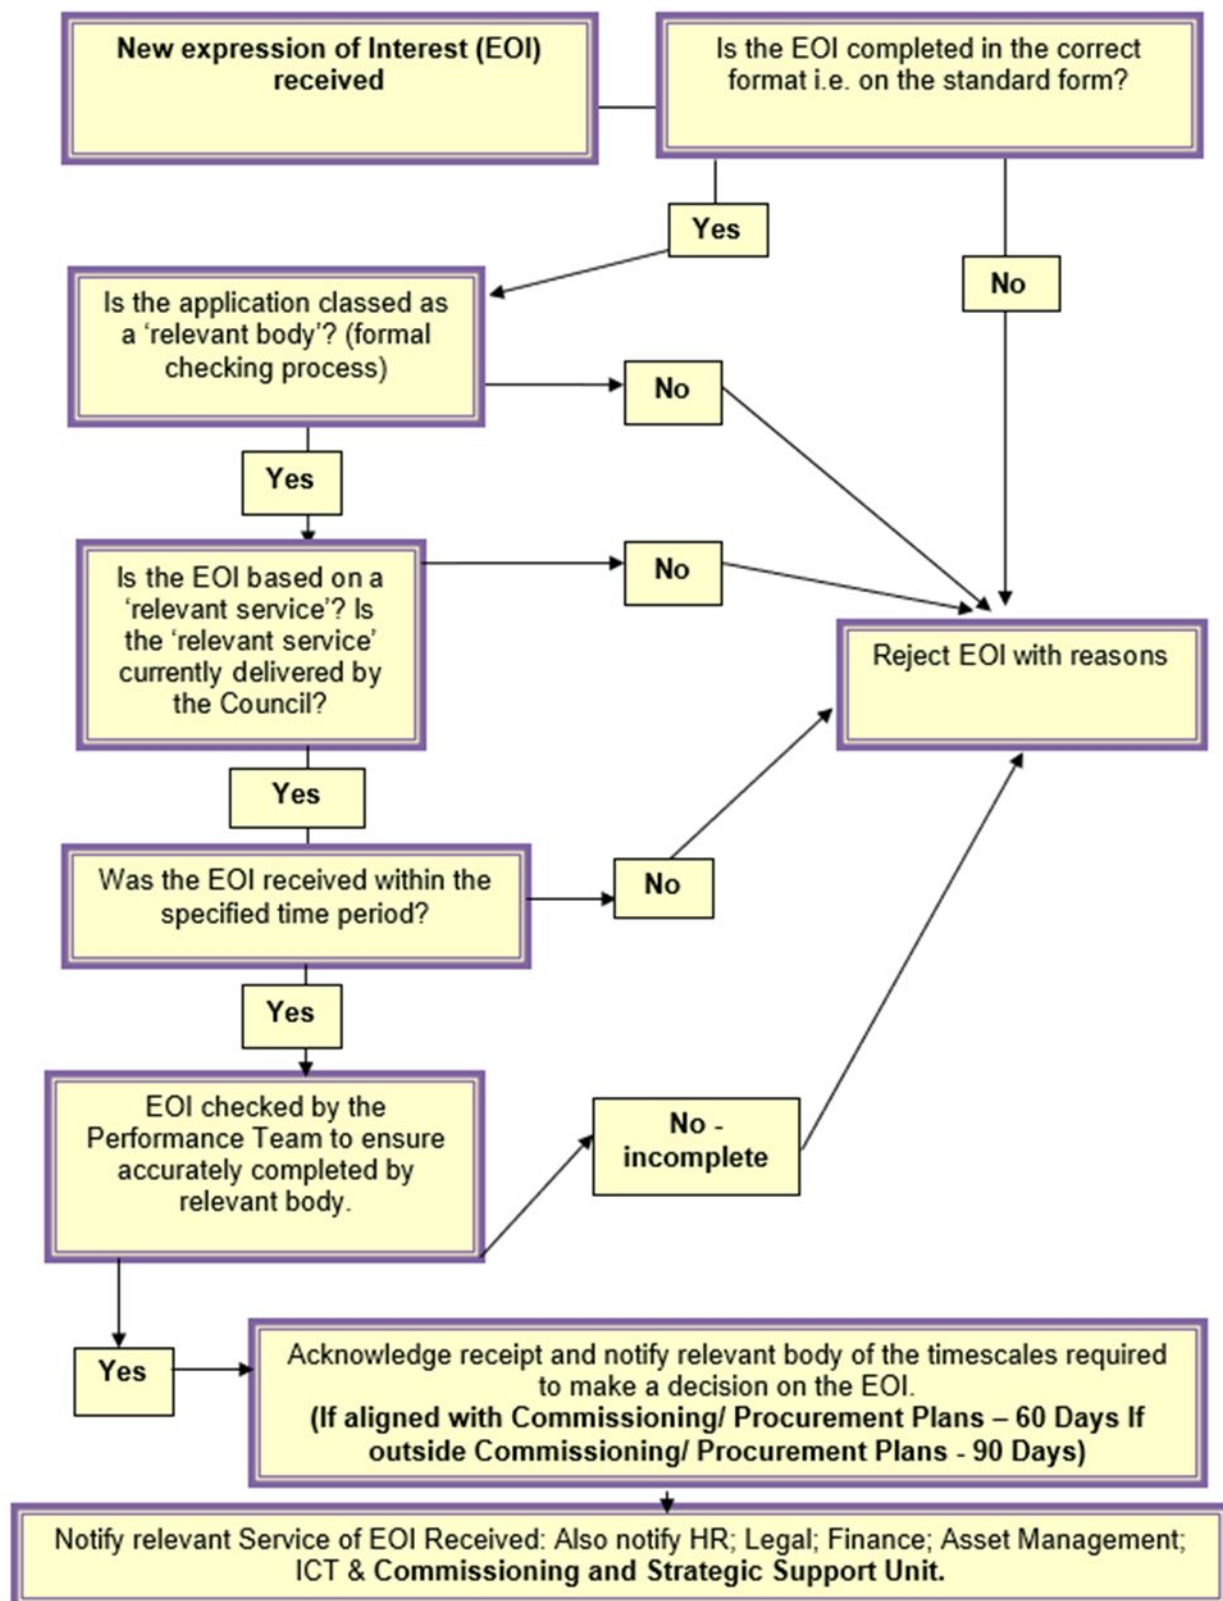 New expression of Interest (EOI)
received
Is the EOI completed in the correct
format i.e. on the standard form?
Yes
No
Is the application classed as
a ‘relevant body’? (formal
checking process)
No
Yes
Is the EOI based on a
‘relevant service’? Is
the ‘relevant service’
currently delivered by
the Council?
No
Reject EOI with reasons
Yes
Was the EOI received within the
specified time period?
No
Yes
EOI checked by the
Performance Team to ensure
accurately completed by
relevant body.
No -
incomplete
Yes
Acknowledge receipt and notify relevant body of the timescales required
to make a decision on the EOI.
(If aligned with Commissioning/ Procurement Plans – 60 Days If
outside Commissioning/ Procurement Plans - 90 Days)
Notify relevant Service of EOI Received: Also notify HR; Legal; Finance; Asset Management;
ICT & Commissioning and Strategic Support Unit.